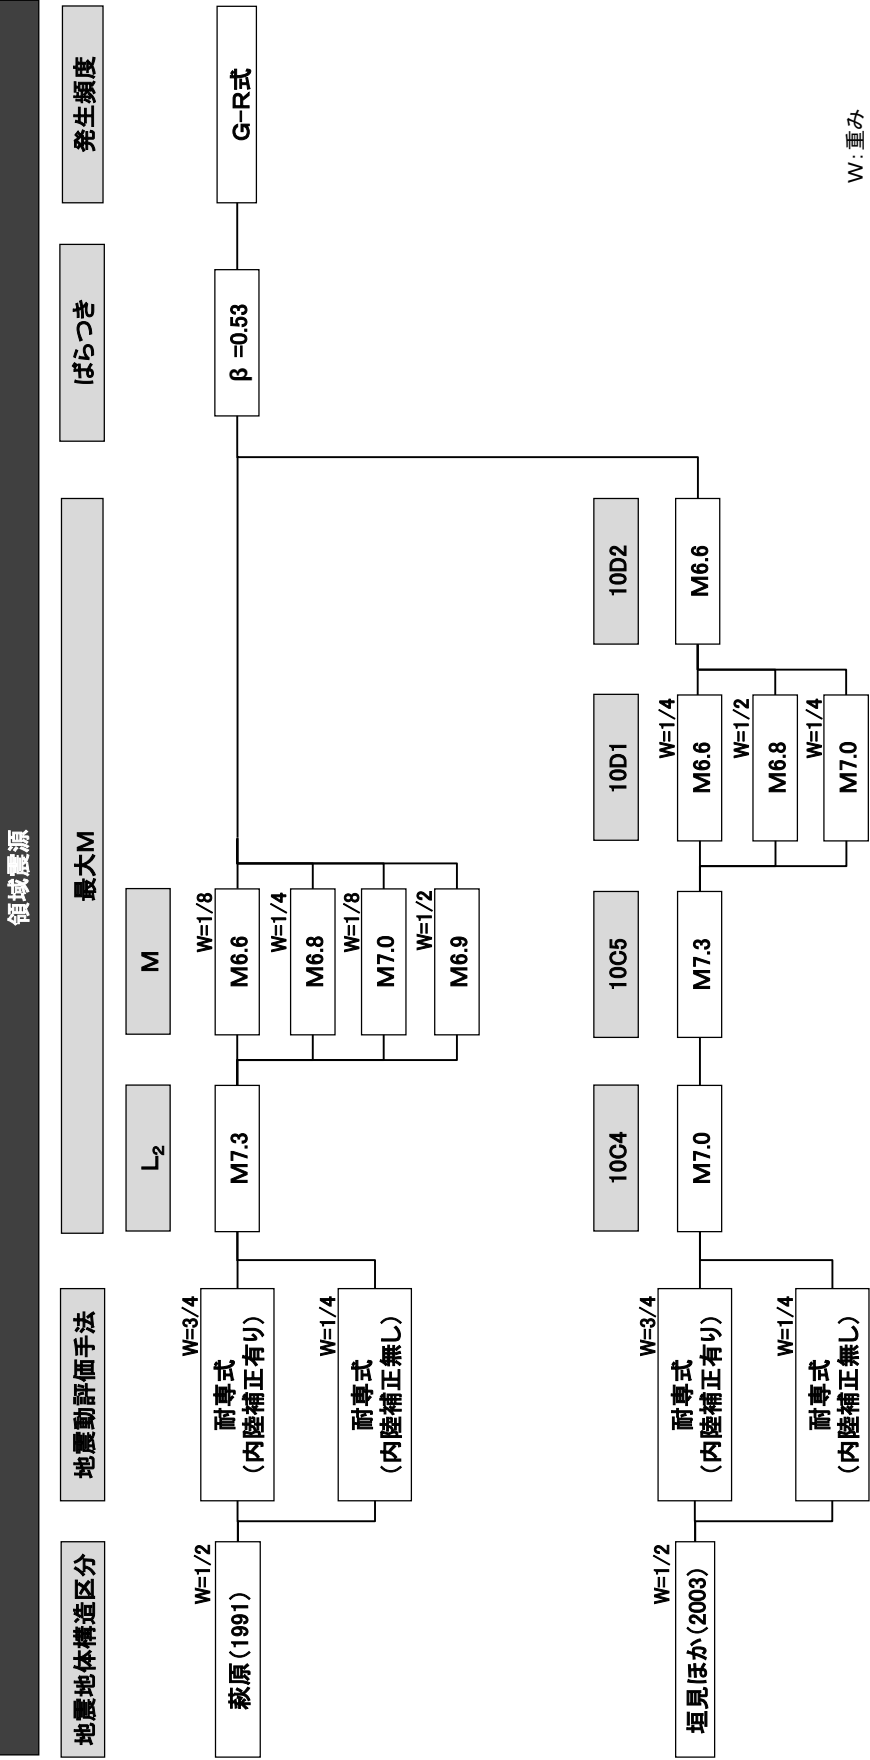 領域震源
地震地体構造区分
地震動評価手法
最大M
ばらつき
発生頻度
L₂
M
W=1/2
萩原(1991)
W=3/4
耐専式
(内陸補正有り)
W=1/4
耐専式
(内陸補正無し)
M7.3
W=1/8
M6.6
W=1/4
M6.8
W=1/8
M7.0
W=1/2
M6.9
β=0.53
G-R式
10C4
10C5
10D1
10D2
W=1/2
垣見ほか(2003)
W=3/4
耐専式
(内陸補正有り)
W=1/4
耐専式
(内陸補正無し)
M7.0
M7.3
W=1/4
M6.6
W=1/2
M6.8
W=1/4
M7.0
M6.6
W:重み